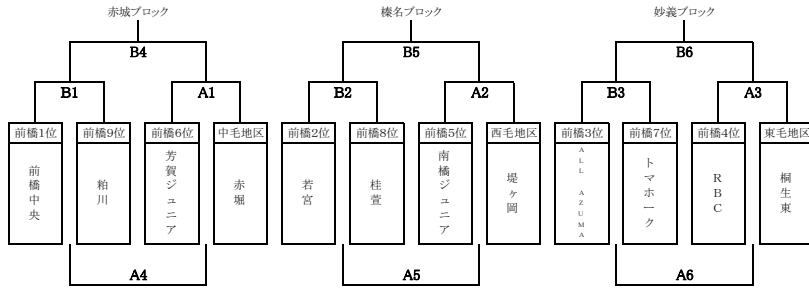 赤城ブロック 榛名ブロック 妙義ブロック
B4 B5 B6
B1 A1 B2 A2 B3 A3
前橋1位 前橋9位 前橋6位 中毛地区 前橋2位 前橋8位 前橋5位 西毛地区 前橋3位 前橋7位 前橋4位 東毛地区
前橋中央
粕川
芳賀ジュニア
赤堀
若宮
桂萱
南橘ジュニア
堤ヶ岡
ALL AZUMA
トマホーク
RBC
桐生東
A4 A5 A6